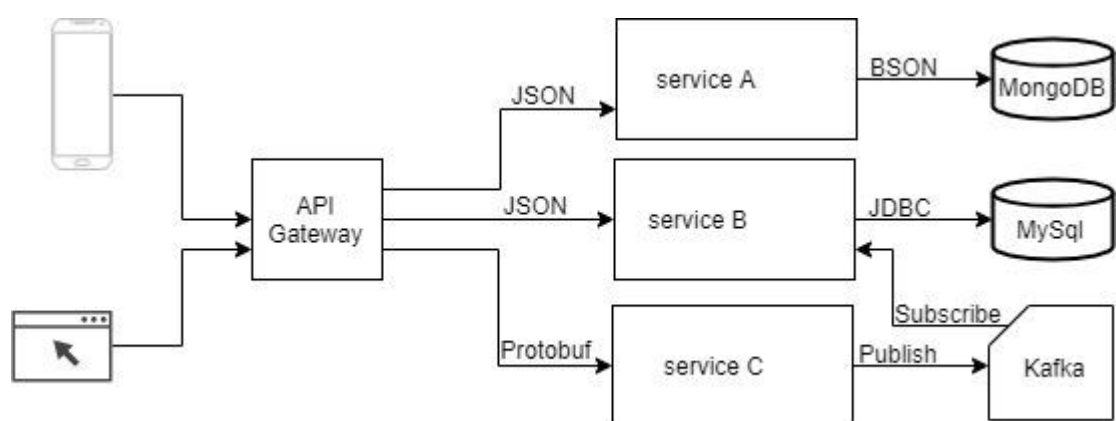 service A
BSON
MongoDB
JSON
API
Gateway
JSON
service B
JDBC
MySql
Subscribe
Protobuf
service C
Publish
Kafka